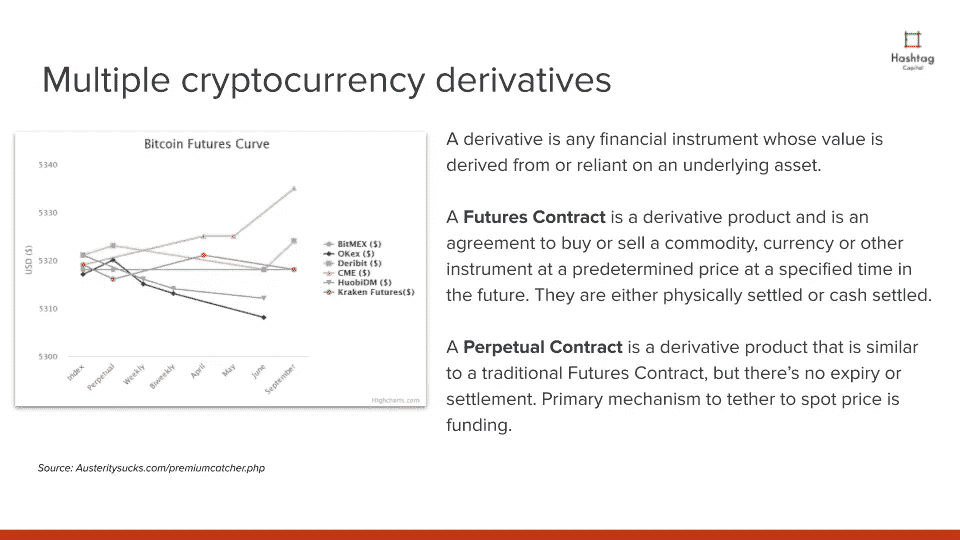 Hashtag
Capital
Multiple cryptocurrency derivatives
Bitcoin Futures Curve
5340
5330
5320
5310
5300
USD ($)
Index
Perpetual
Weekly
Biweekly
April
May
June
September
BitMEX ($)
OKex ($)
Deribit ($)
CME ($)
HuobiDM ($)
Kraken Futures($)
Highcharts.com
A derivative is any financial instrument whose value is
derived from or reliant on an underlying asset.
A Futures Contract is a derivative product and is an
agreement to buy or sell a commodity, currency or other
instrument at a predetermined price at a specified time in
the future. They are either physically settled or cash settled.
A Perpetual Contract is a derivative product that is similar
to a traditional Futures Contract, but there’s no expiry or
settlement. Primary mechanism to tether to spot price is
funding.
Source: Austeritysucks.com/premiumcatcher.php